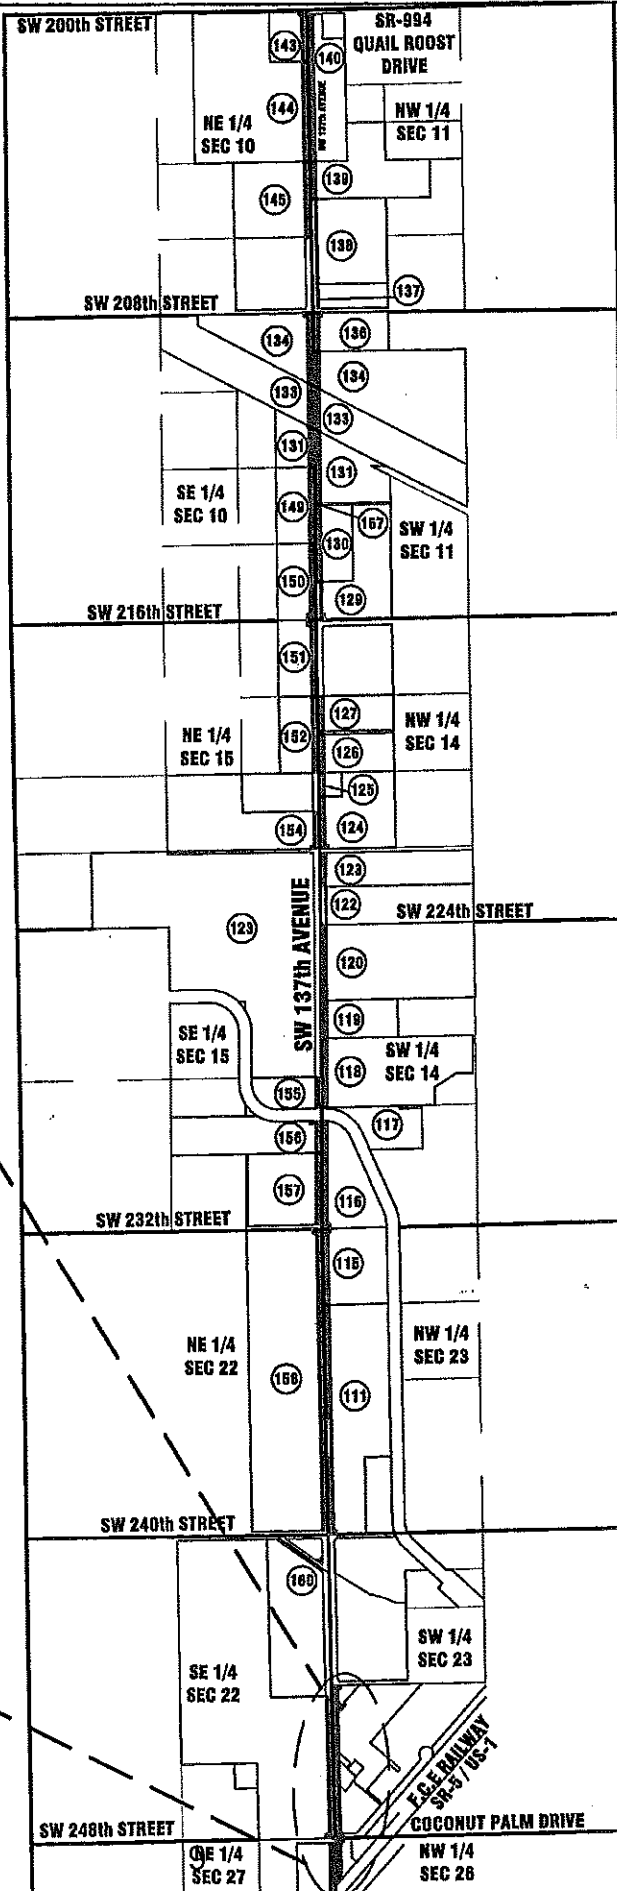 SW 200th STREET
SR-994
QUAIL ROOST
DRIVE
143
140
144
SW 137th AVENUE
NE 1/4
SEC 10
NW 1/4
SEC 11
139
145
138
137
SW 208th STREET
134
136
134
133
133
131
131
SE 1/4
SEC 10
149
157
130
SW 1/4
SEC 11
150
129
SW 216th STREET
151
127
NW 1/4
SEC 14
152
NE 1/4
SEC 15
126
125
154
124
123
122
SW 224th STREET
123
SW 137th AVENUE
120
119
SE 1/4
SEC 15
118
SW 1/4
SEC 14
155
117
156
157
116
SW 232th STREET
115
NE 1/4
SEC 22
NW 1/4
SEC 23
158
111
SW 240th STREET
160
SW 1/4
SEC 23
SE 1/4
SEC 22
F.C.E RAILWAY
SR-5 / US-1
SW 248th STREET
COCONUT PALM DRIVE
NE 1/4
SEC 27
NW 1/4
SEC 26
9